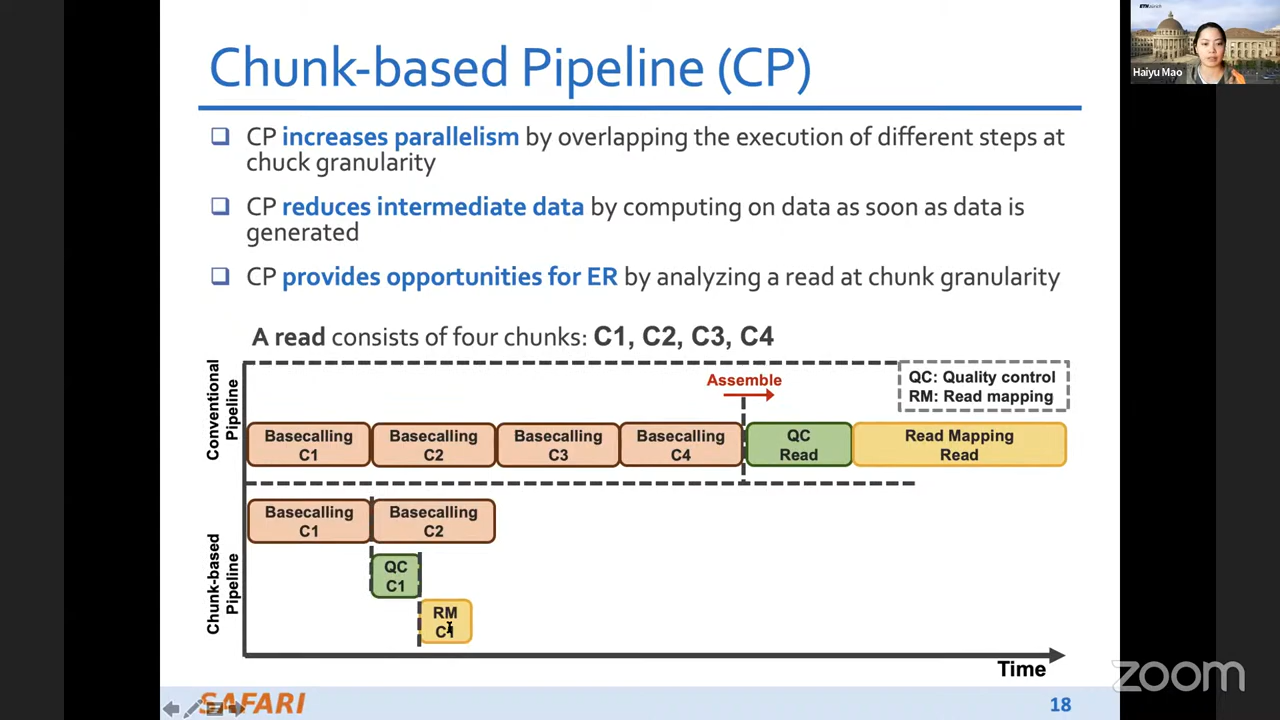 Chunk-based Pipeline (CP)
ETH zürich
Haiyu Mao
CP increases parallelism by overlapping the execution of different steps at
chuck granularity
CP reduces intermediate data by computing on data as soon as data is
generated
CP provides opportunities for ER by analyzing a read at chunk granularity
A read consists of four chunks: C1, C2, C3, C4
Conventional
Pipeline
Assemble
QC: Quality control
RM: Read mapping
Basecalling
C1
Basecalling
C2
Basecalling
C3
Basecalling
C4
QC
Read
Read Mapping
Read
Chunk-based
Pipeline
Basecalling
C1
Basecalling
C2
QC
C1
RM
C1
Time
zoom
SAFARI
18